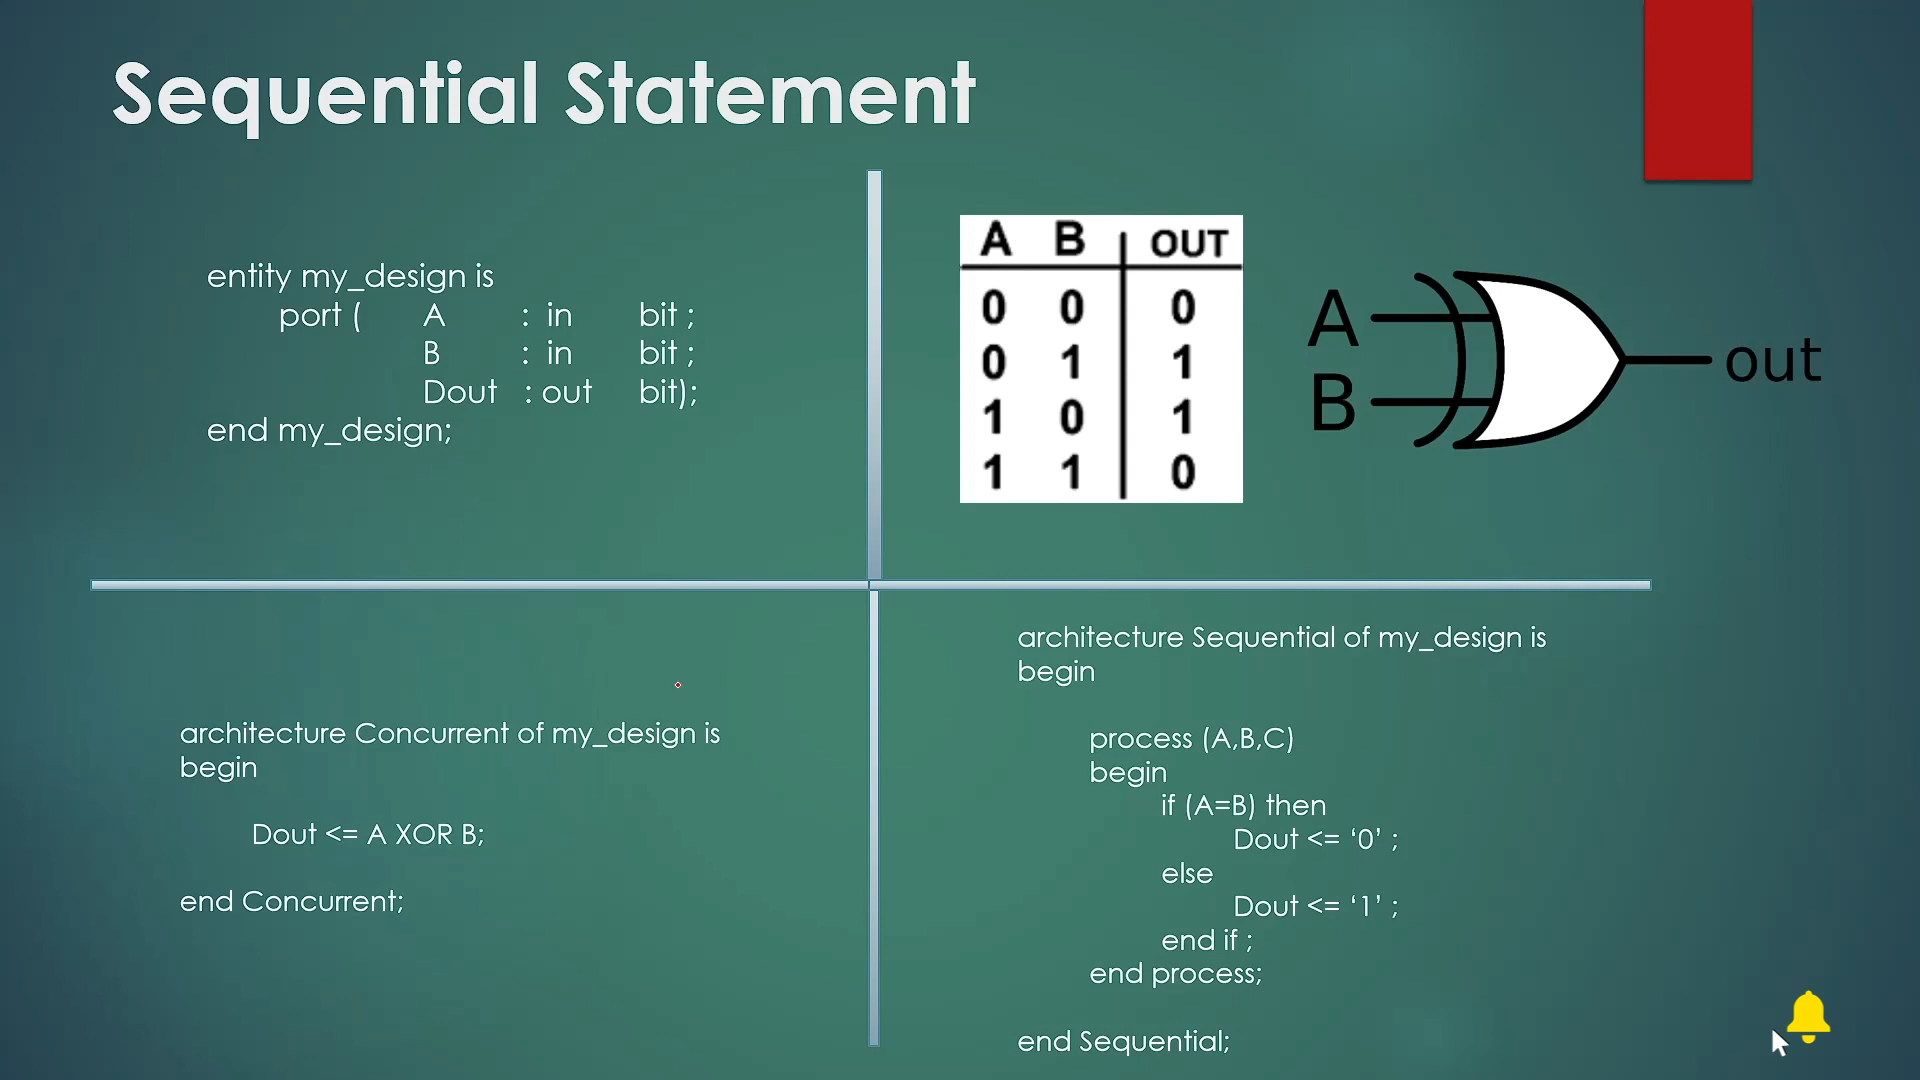 Sequential Statement
entity my_design is
port ( A : in bit ;
B : in bit ;
Dout : out bit);
end my_design;
A B OUT
0 0 0
0 1 1
1 0 1
1 1 0
A
B
out
architecture Concurrent of my_design is
begin
Dout <= A XOR B;
end Concurrent;
architecture Sequential of my_design is
begin
process (A,B,C)
begin
if (A=B) then
Dout <= ‘0’ ;
else
Dout <= ‘1’ ;
end if ;
end process;
end Sequential;